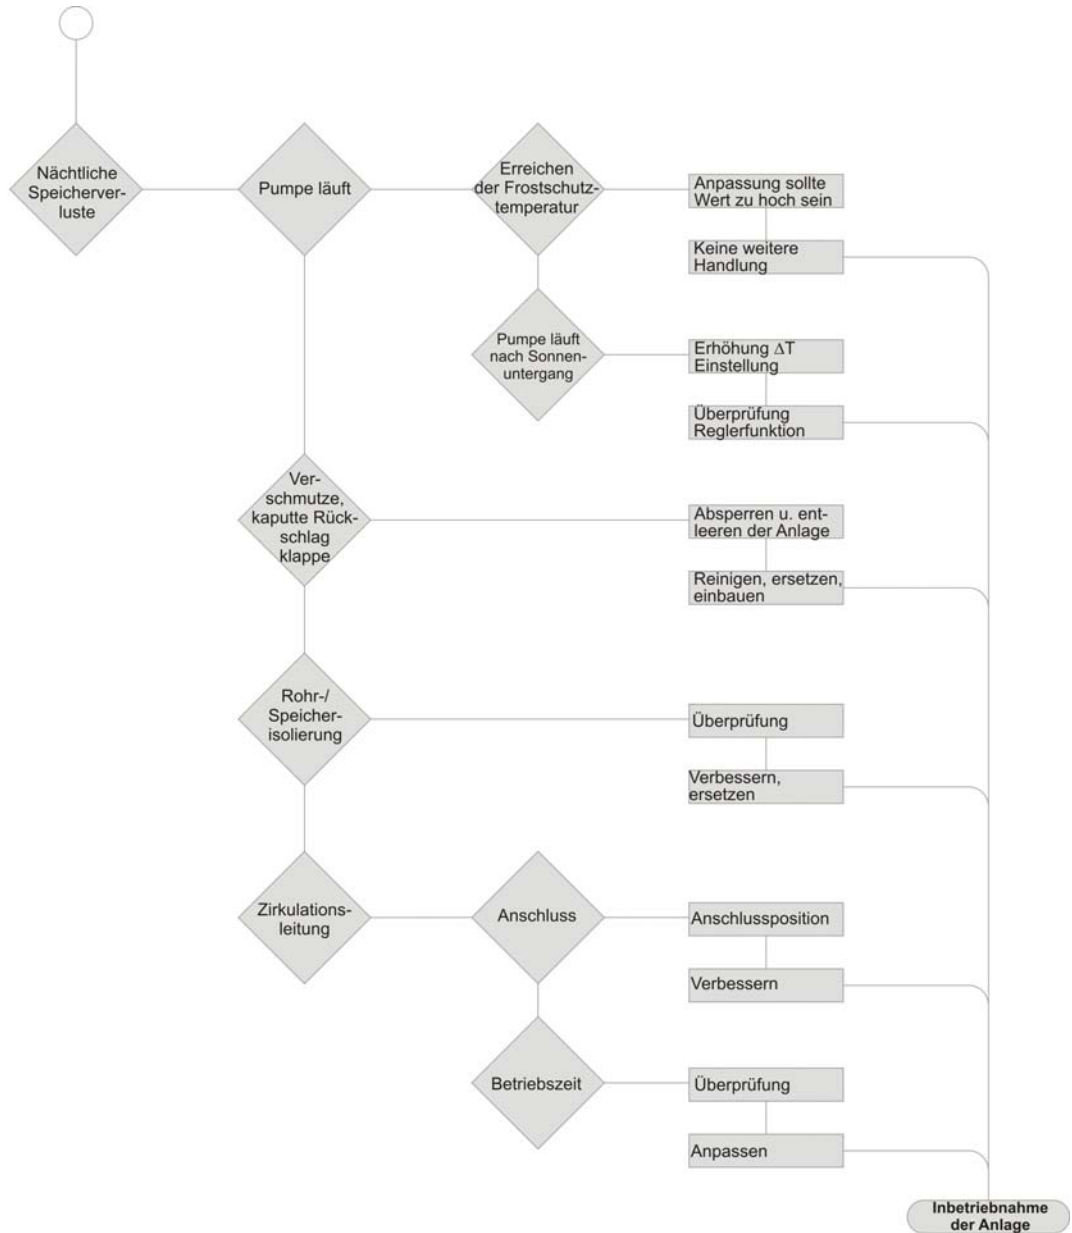 Nächtliche
Speicherver-
luste
Pumpe läuft
Erreichen
der Frostschutz-
temperatur
Anpassung sollte
Wert zu hoch sein
Keine weitere
Handlung
Pumpe läuft
nach Sonnen-
untergang
Erhöhung ΔT
Einstellung
Überprüfung
Reglerfunktion
Ver-
schmutze,
kaputte Rück-
schlag
klappe
Absperren u. ent-
leeren der Anlage
Reinigen, ersetzen,
einbauen
Rohr-/
Speicher-
isolierung
Überprüfung
Verbessern,
ersetzen
Zirkulations-
leitung
Anschluss
Anschlussposition
Verbessern
Betriebszeit
Überprüfung
Anpassen
Inbetriebnahme
der Anlage